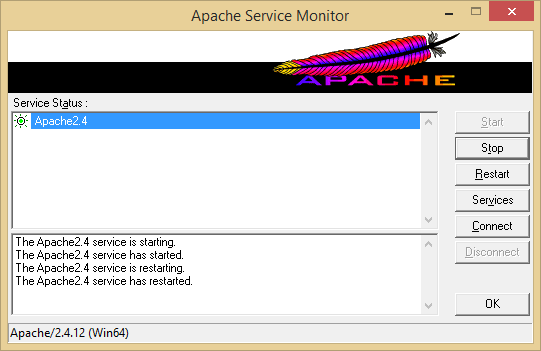 Apache Service Monitor
APACHE
Service Status :
Apache2.4
Start
Stop
Restart
Services
Connect
Disconnect
The Apache2.4 service is starting.
The Apache2.4 service has started.
The Apache2.4 service is restarting.
The Apache2.4 service has restarted.
OK
Apache/2.4.12 (Win64)